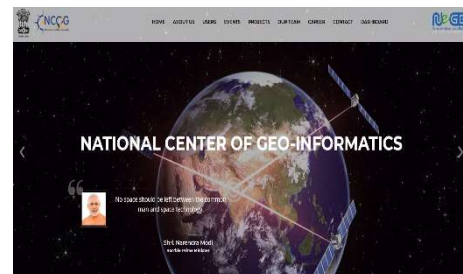 NCoG
HOME ABOUT US USERS EVENTS PROJECTS OUR TEAM CAREER CONTACT DASHBOARD
NeGD
NATIONAL CENTER OF GEO-INFORMATICS
No space should be left between the common
man and space technology
Shri. Narendra Modi